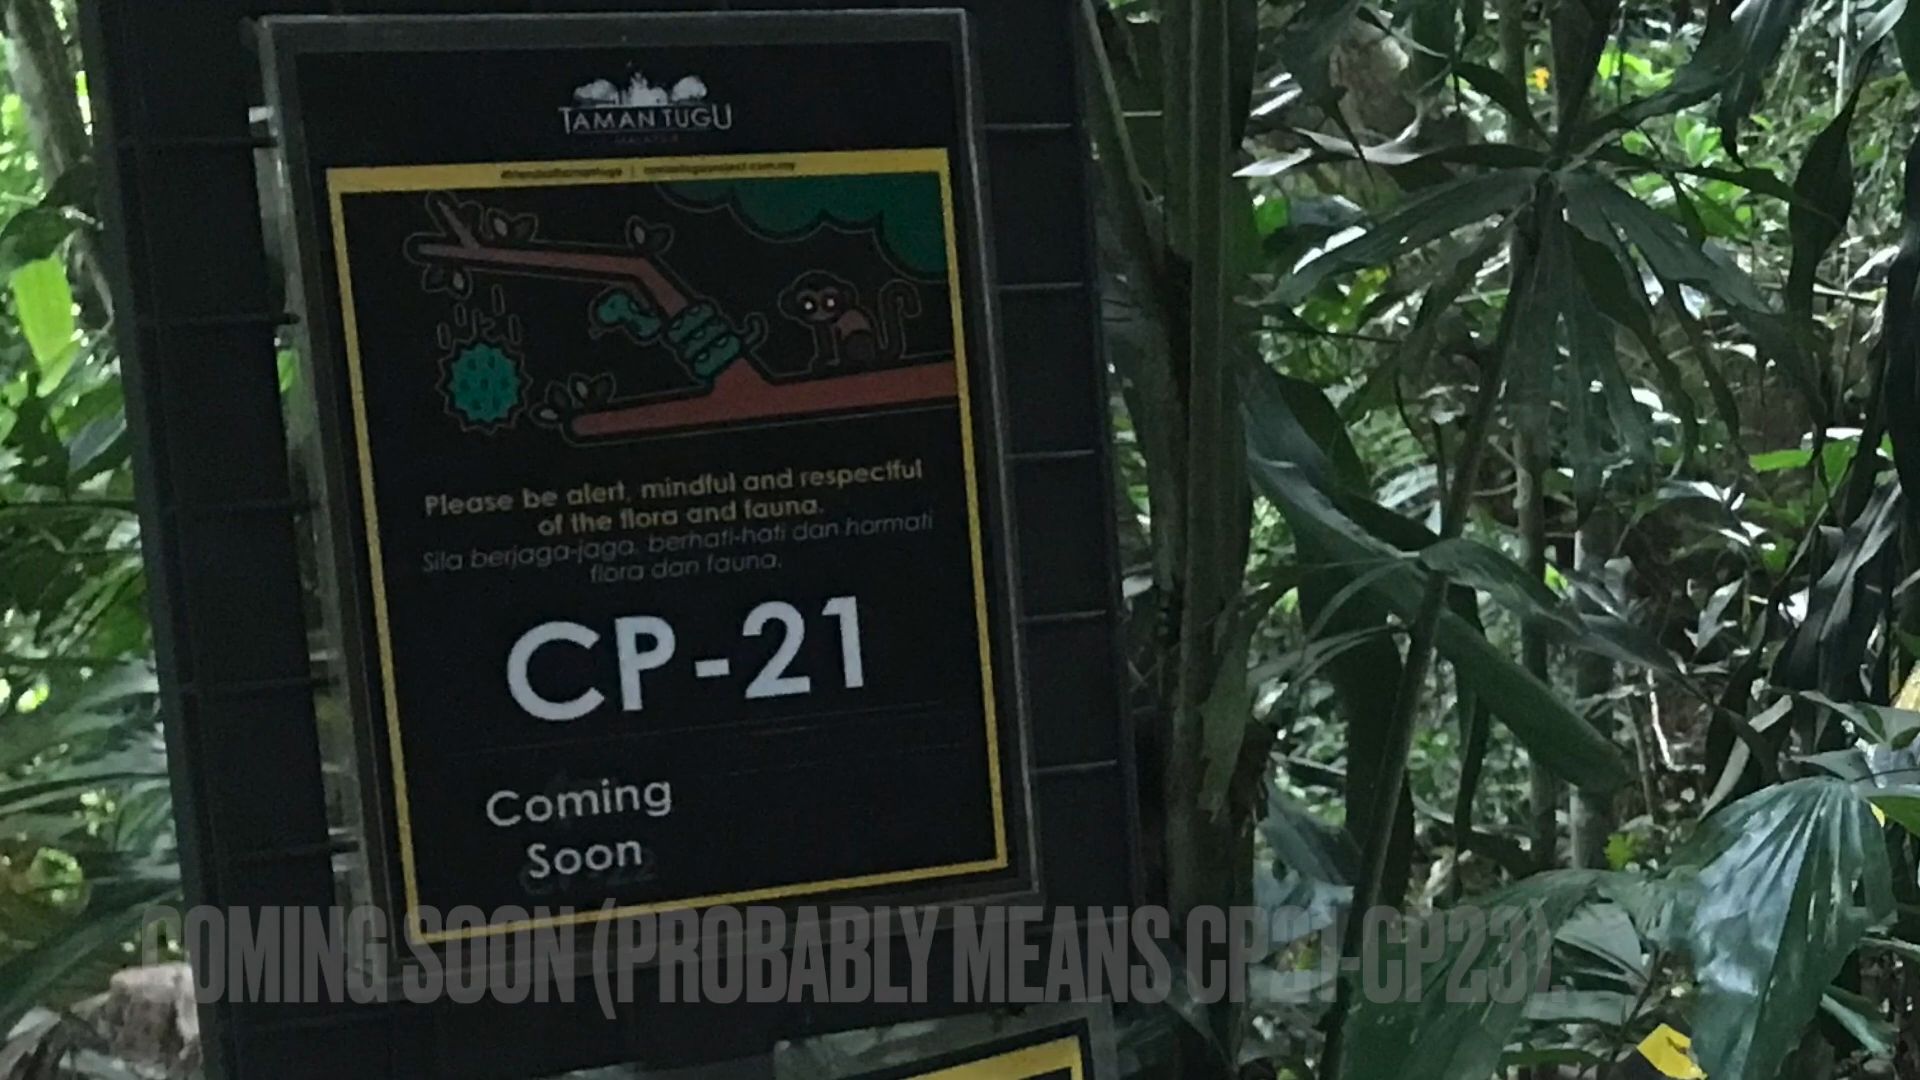 TAMAN TUGU
Please be alert, mindful and respectful
of the flora and fauna.
Sila berjaga-jaga, berhati-hati dan hormati
flora dan fauna.
CP-21
Coming
Soon
COMING SOON (PROBABLY MEANS CP21-CP23).